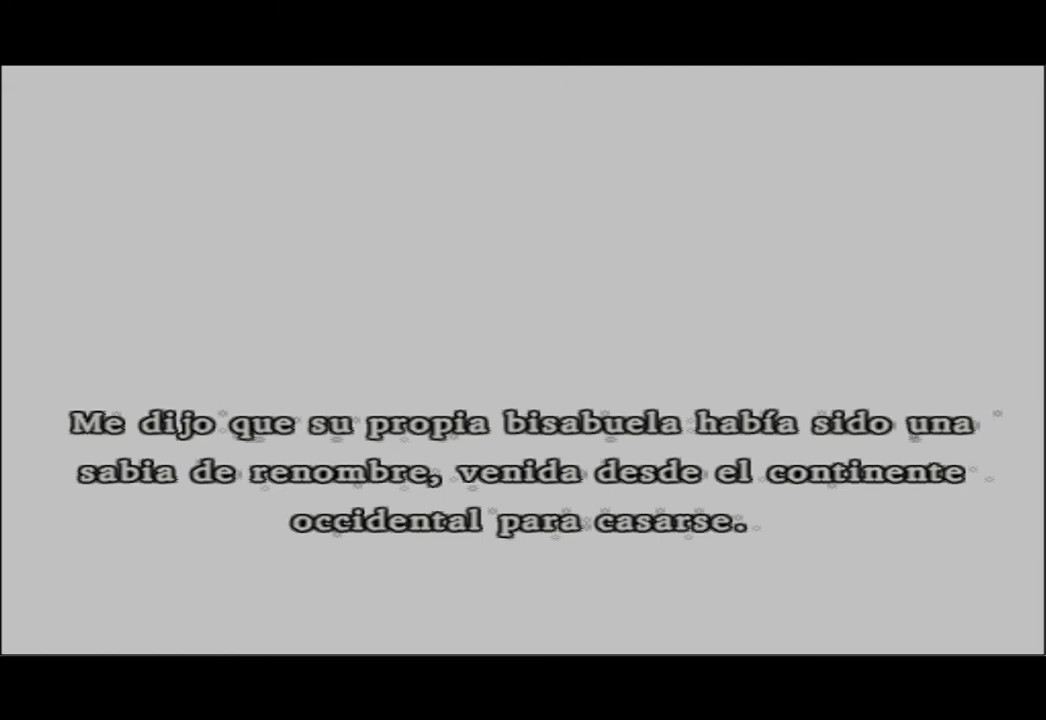 Me dijo que su propia bisabuela había sido una
sabia de renombre, venida desde el continente
occidental para casarse.